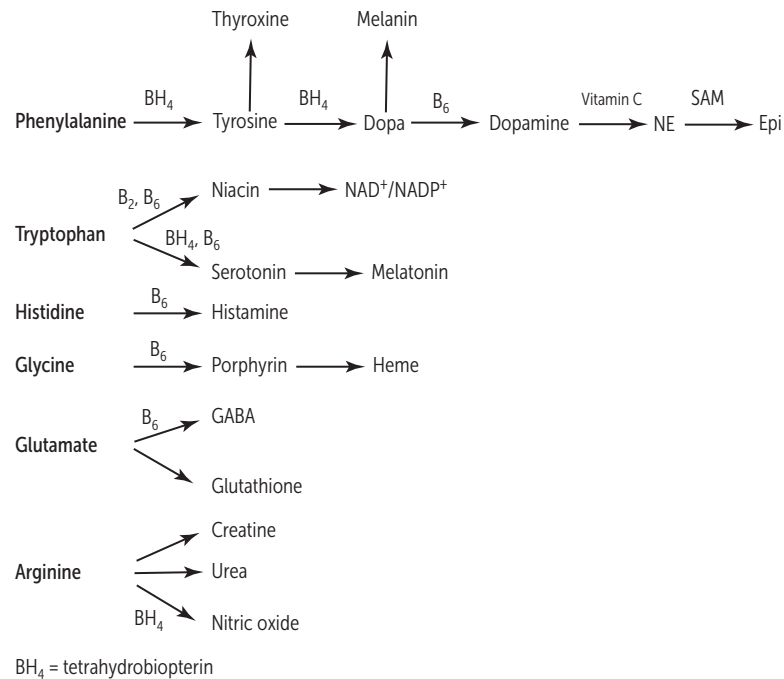 Thyroxine Melanin
BH₄ BH₄ B₆ Vitamin C SAM
Phenylalanine Tyrosine Dopa Dopamine NE Epi
B₂, B₆ Niacin NAD⁺/NADP⁺
Tryptophan
BH₄, B₆
Serotonin Melatonin
B₆
Histidine Histamine
B₆
Glycine Porphyrin Heme
B₆ GABA
Glutamate
Glutathione
Creatine
Arginine Urea
BH₄ Nitric oxide
BH₄ = tetrahydrobiopterin